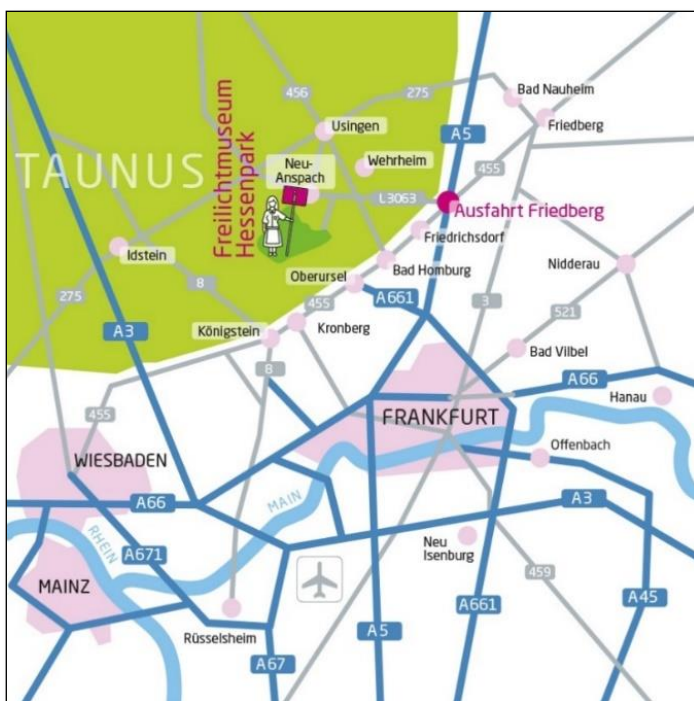 Bad Nauheim
456
275
A5
Usingen
Friedberg
Freilichtmuseum
Hessenpark
Wehrheim
455
TAUNUS
Neu-
Anspach
L3063
Ausfahrt Friedberg
Friedrichsdorf
Idstein
Nidderau
8
Bad Homburg
Oberursel
275
A661
3
455
521
A3
Königstein
Kronberg
Bad Vilbel
8
A66
Hanau
455
FRANKFURT
WIESBADEN
Offenbach
A66
MAIN
A3
RHEIN
Neu
Isenburg
A671
MAINZ
459
A45
Rüsselsheim
A5
A661
A67